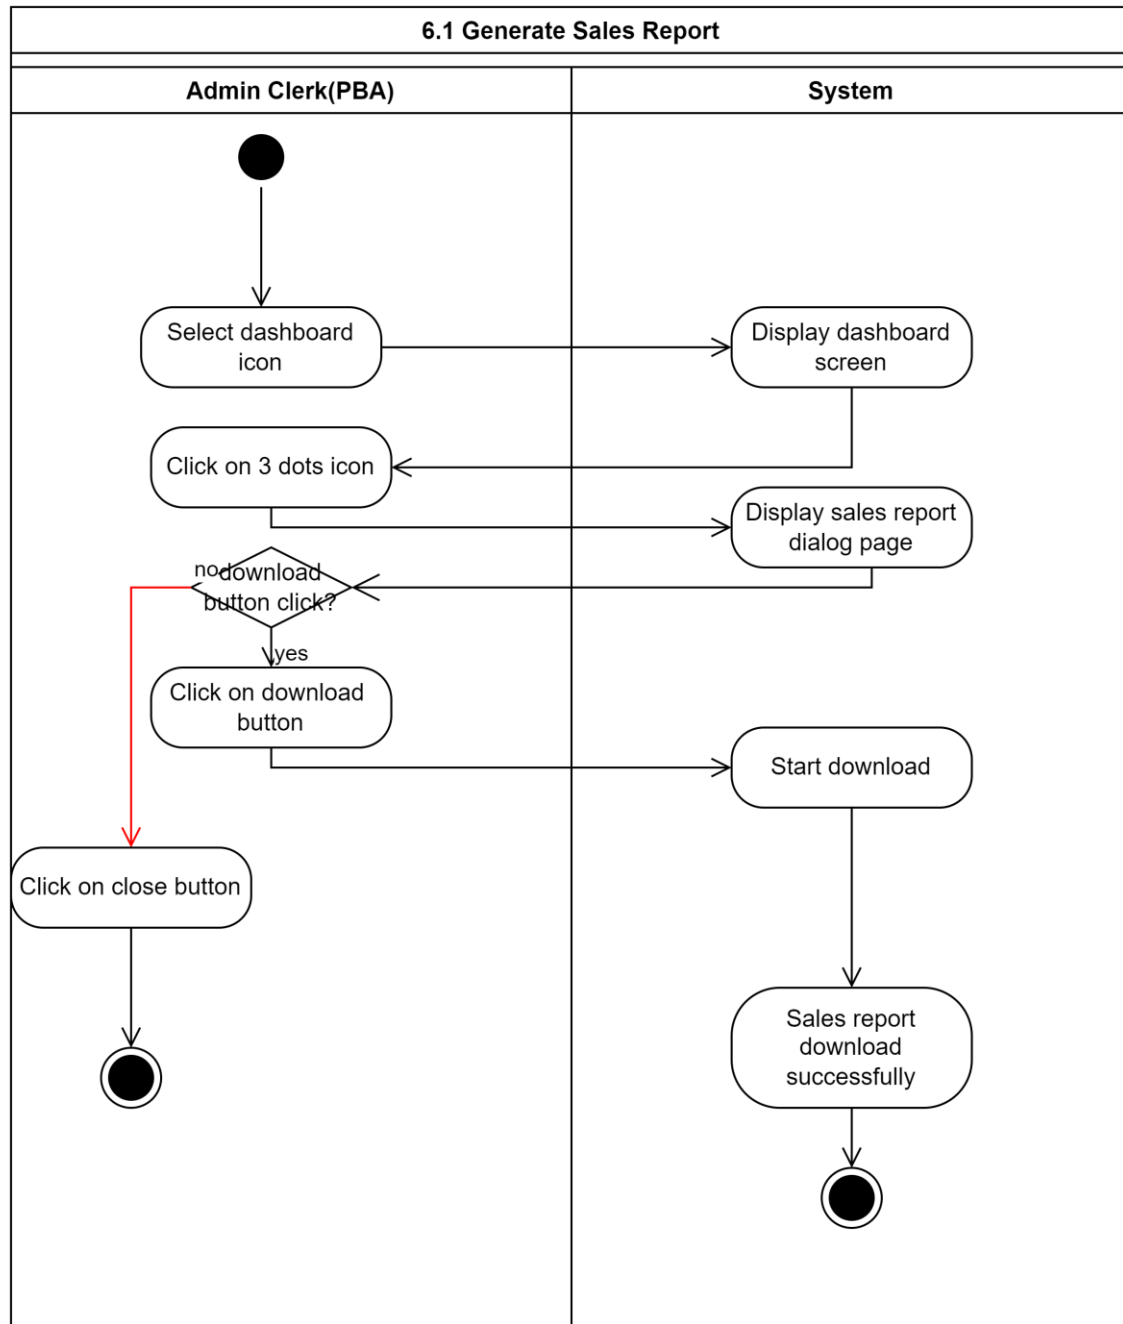 6.1 Generate Sales Report
Admin Clerk(PBA)
System
Select dashboard
icon
Display dashboard
screen
Click on 3 dots icon
Display sales report
dialog page
no
download
button click?
yes
Click on download
button
Start download
Click on close button
Sales report
download
successfully